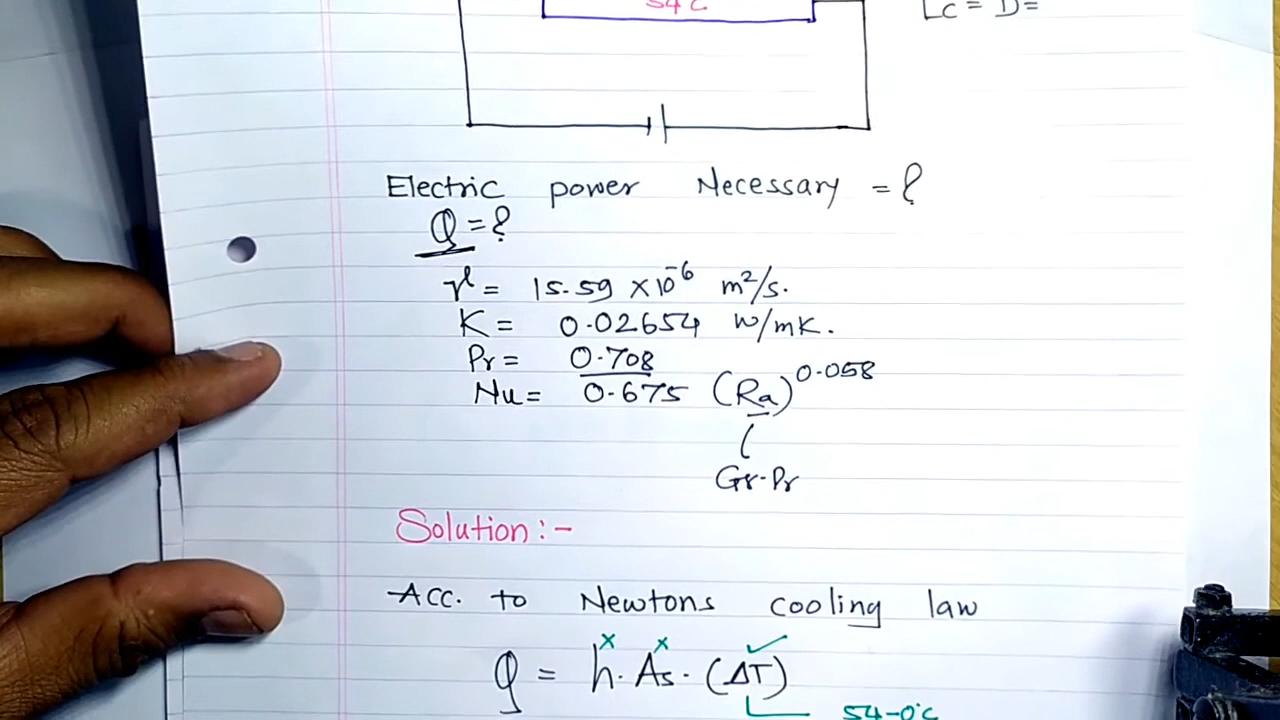 54°C
Lc = D =
Electric power Necessary = ?
Q = ?
γ = 15.59 × 10⁻⁶ m²/s.
K = 0.02654 w/mK.
Pr = 0.708
Nu = 0.675 (Ra)^0.058
Gr·Pr
Solution :-
Acc. to Newtons cooling law
x x ✓
Q = h · As · (ΔT)
54-0°C